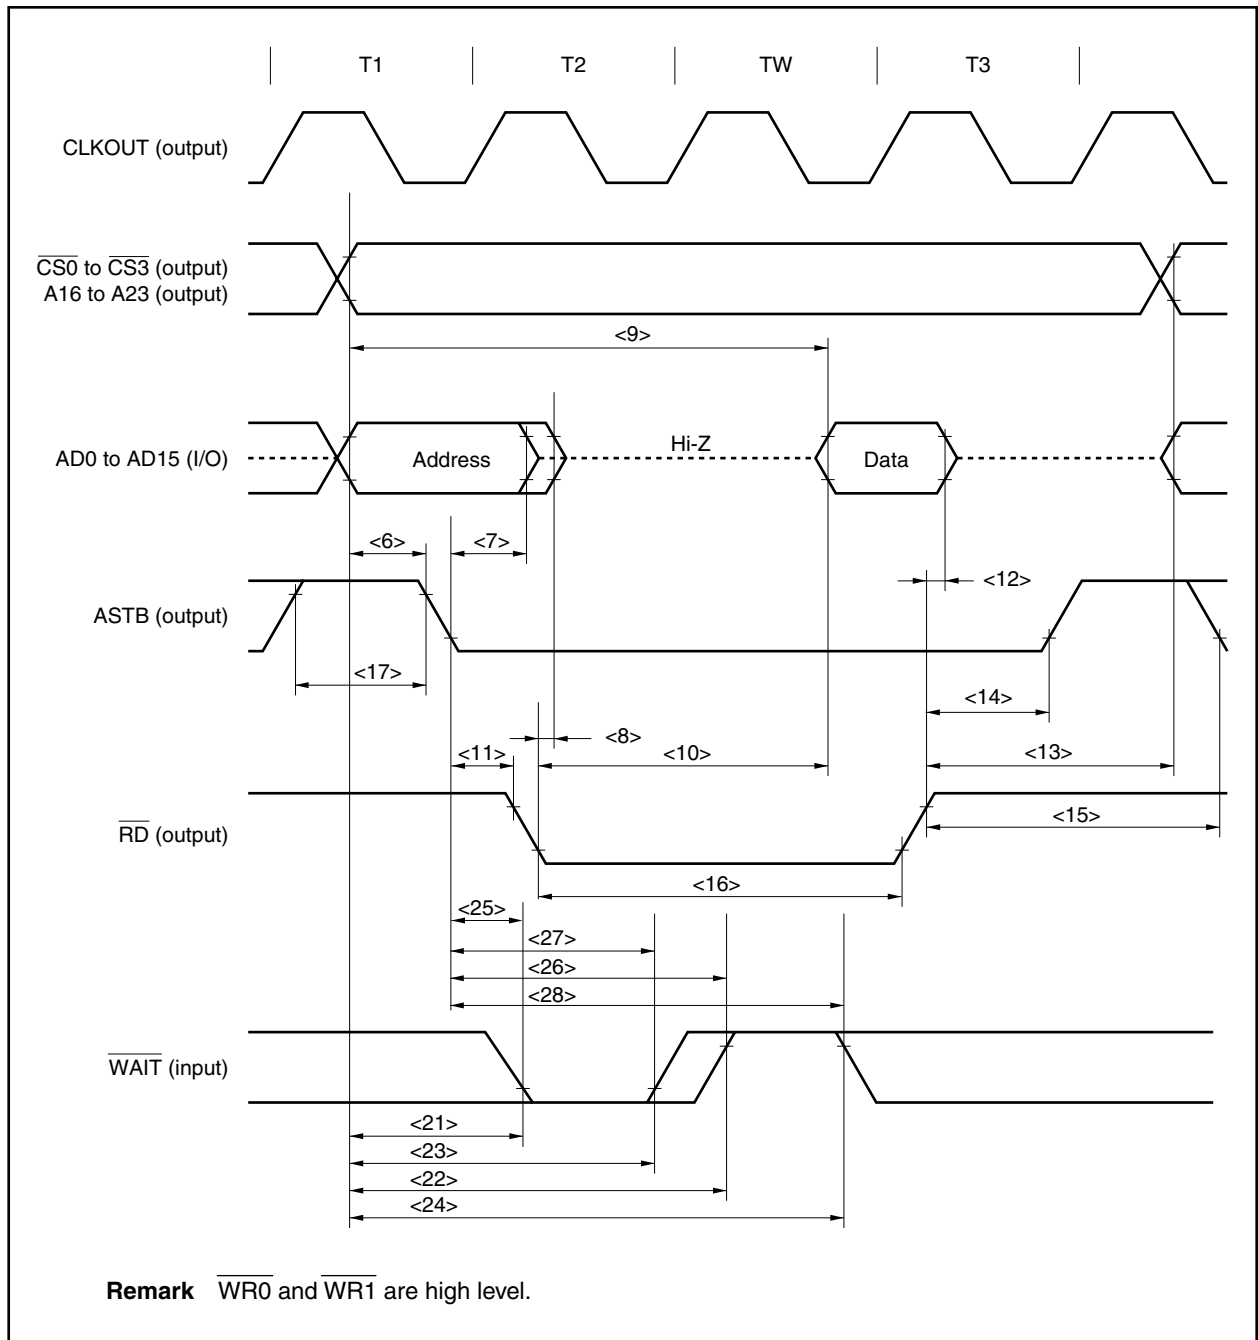 T1 T2 TW T3
CLKOUT (output)
CS0 to CS3 (output)
A16 to A23 (output)
<9>
AD0 to AD15 (I/O)
Address
Hi-Z
Data
<6> <7>
<12>
ASTB (output)
<17>
<14>
<8>
<11> <10> <13>
RD (output)
<15>
<16>
<25>
<27>
<26>
<28>
WAIT (input)
<21>
<23>
<22>
<24>
Remark WR0 and WR1 are high level.